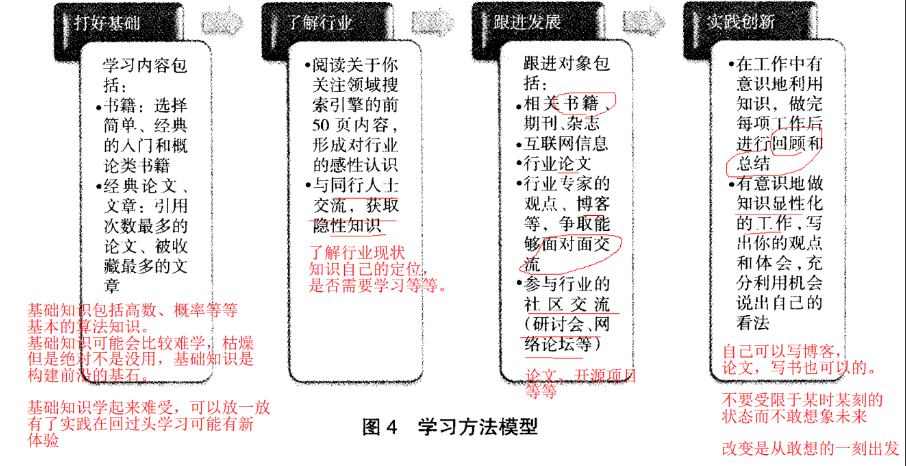 打好基础
学习内容包
括：
•书籍：选择
简单、经典
的入门和概
论类书籍
•经典论文、
文章：引用
次数最多的
论文、被收
藏最多的文
章
基础知识包括高数、概率等等
基本的算法知识。
基础知识可能会比较难学，枯燥
但是绝对不是没用，基础知识是
构建前沿的基石。
基础知识学起来难受，可以放一放
有了实践在回过头学习可能有新
体验
了解行业
•阅读关于你
关注领域搜
索引擎的前
50页内容，
形成对行业
的感性认识
•与同行人士
交流，获取
隐性知识
了解行业现状
知识自己的定位，
是否需要学习等等。
跟进发展
跟进对象包
括：
•相关书籍、
期刊、杂志
•互联网信息
•行业论文
•行业专家的
观点、博客
等，争取能
够面对面交
流
•参与行业的
社区交流
（研讨会、网
络论坛等）
论文、开源项目
等等
实践创新
•在工作中有
意识地利用
知识，做完
每项工作后
进行回顾和
总结
•有意识地做
知识显性化
的工作，写
出你的观点
和体会，充
分利用机会
说出自己的
看法
自己可以写博客，
论文，写书也可以的。
不要受限于某时某刻的
状态而不敢想象未来
改变是从敢想的一刻出发
图4 学习方法模型